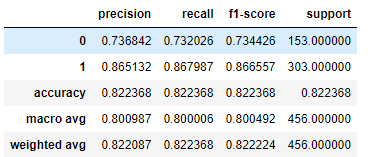 precision recall f1-score support
0 0.736842 0.732026 0.734426 153.000000
1 0.865132 0.867987 0.866557 303.000000
accuracy 0.822368 0.822368 0.822368 0.822368
macro avg 0.800987 0.800006 0.800492 456.000000
weighted avg 0.822087 0.822368 0.822224 456.000000